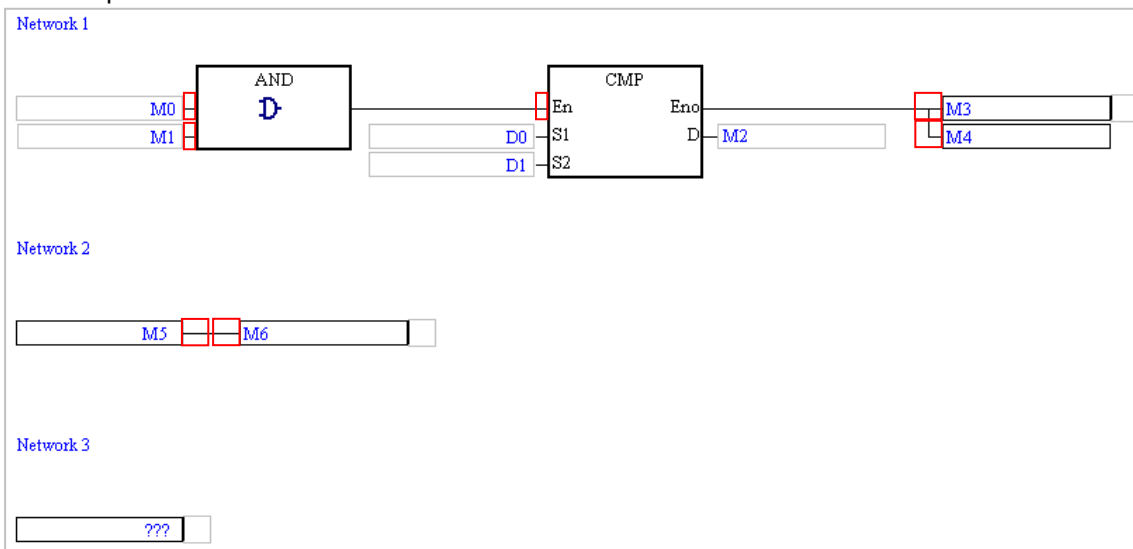 Network 1
AND CMP
M0 En Eno M3
M1 D0 S1 D M2 M4
D1 S2
Network 2
M5 M6
Network 3
???